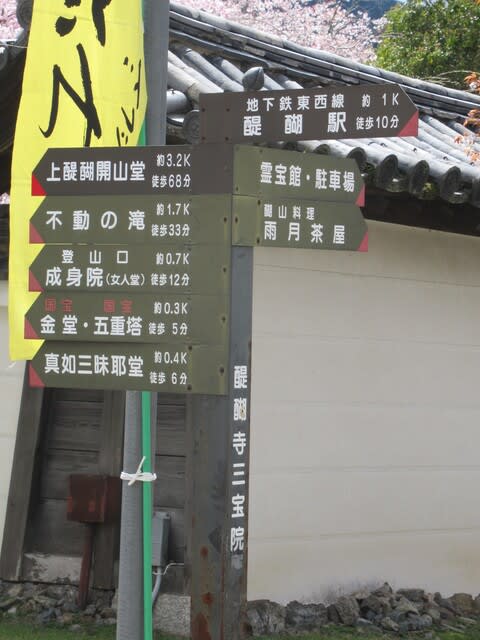 地下鉄東西線 約1K
醍醐駅 徒歩10分
上醍醐開山堂 約3.2K
徒歩68分
霊宝館・駐車場
不動の滝 約1.7K
徒歩33分
醍山料理
雨月茶屋
登山口 約0.7K
成身院(女人堂) 徒歩12分
国宝 国宝 約0.3K
金堂・五重塔 徒歩5分
真如三昧耶堂 約0.4K
徒歩6分
醍醐寺三宝院